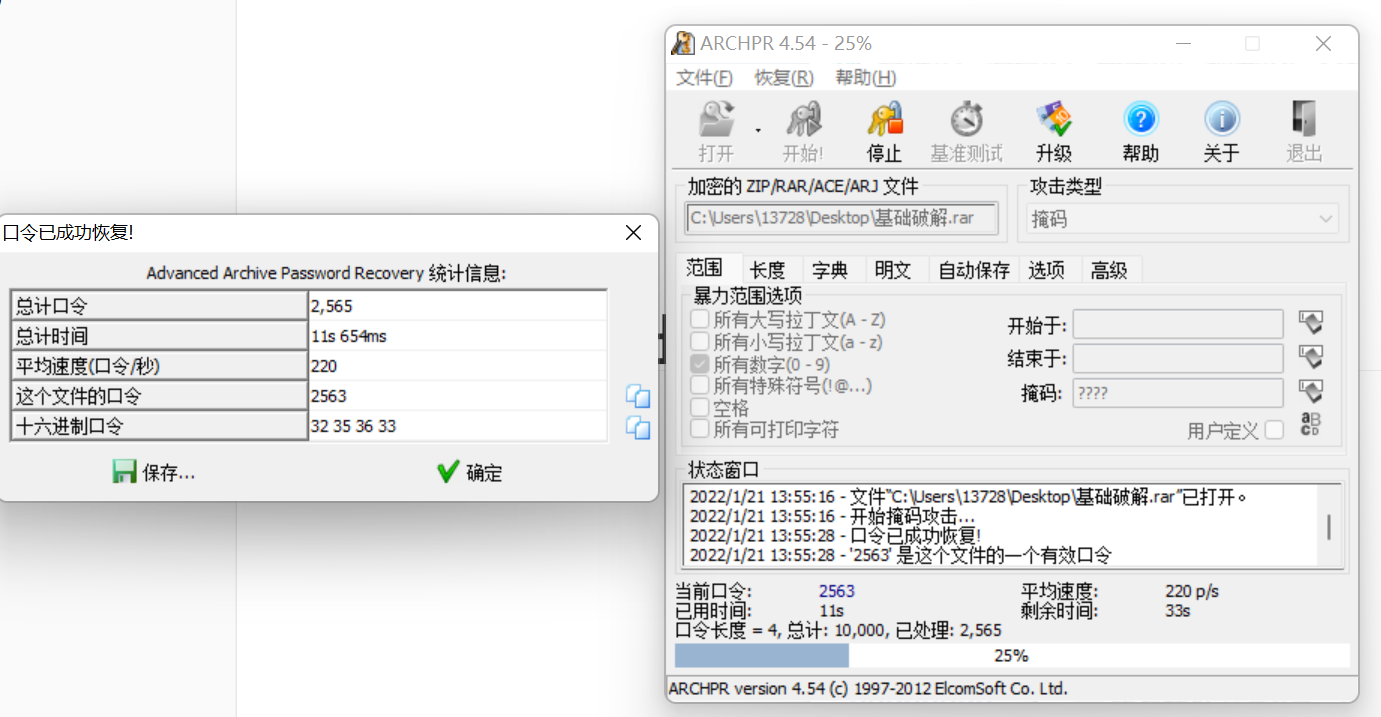 口令已成功恢复!
Advanced Archive Password Recovery 统计信息:
总计口令 2,565
总计时间 11s 654ms
平均速度(口令/秒) 220
这个文件的口令 2563
十六进制口令 32 35 36 33
保存... 确定
ARCHPR 4.54 - 25%
文件(F) 恢复(R) 帮助(H)
打开 开始! 停止 基准测试 升级 帮助 关于 退出
加密的 ZIP/RAR/ACE/ARJ 文件 攻击类型
C:\Users\13728\Desktop\基础破解.rar 掩码
范围 长度 字典 明文 自动保存 选项 高级
暴力范围选项
所有大写拉丁文(A - Z)
所有小写拉丁文(a - z)
所有数字(0 - 9)
所有特殊符号(!@...)
空格
所有可打印字符
开始于:
结束于:
掩码: ????
用户定义
状态窗口
2022/1/21 13:55:16 - 文件“C:\Users\13728\Desktop\基础破解.rar”已打开。
2022/1/21 13:55:16 - 开始掩码攻击...
2022/1/21 13:55:28 - 口令已成功恢复!
2022/1/21 13:55:28 - '2563' 是这个文件的一个有效口令
当前口令: 2563 平均速度: 220 p/s
已用时间: 11s 剩余时间: 33s
口令长度 = 4, 总计: 10,000, 已处理: 2,565
25%
ARCHPR version 4.54 (c) 1997-2012 ElcomSoft Co. Ltd.